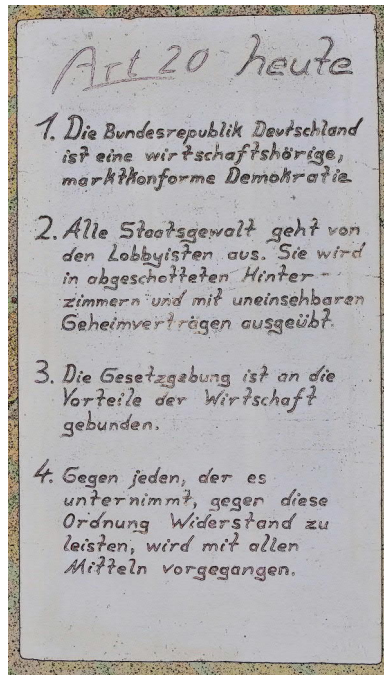 Art 20 heute
1. Die Bundesrepublik Deutschland
ist eine wirtschaftshörige,
marktkonforme Demokratie
2. Alle Staatsgewalt geht von
den Lobbyisten aus. Sie wird
in abgeschotteten Hinter-
zimmern und mit uneinsehbaren
Geheimverträgen ausgeübt.
3. Die Gesetzgebung ist an die
Vorteile der Wirtschaft
gebunden.
4. Gegen jeden, der es
unternimmt, gegen diese
Ordnung Widerstand zu
leisten, wird mit allen
Mitteln vorgegangen.